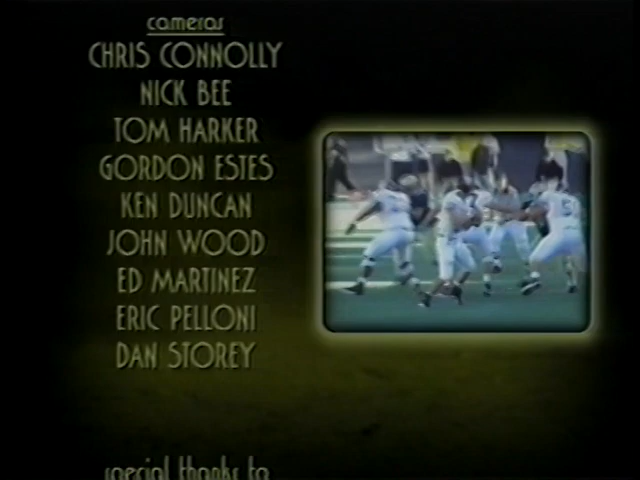 cameras
CHRIS CONNOLLY
NICK BEE
TOM HARKER
GORDON ESTES
KEN DUNCAN
JOHN WOOD
ED MARTINEZ
ERIC PELLONI
DAN STOREY
special thanks to